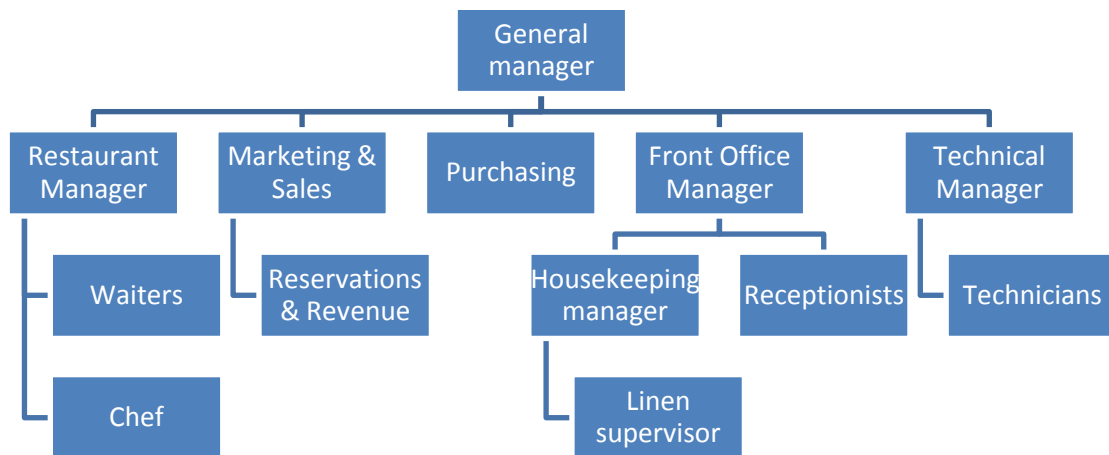 General
manager
Restaurant
Manager
Marketing &
Sales
Purchasing
Front Office
Manager
Technical
Manager
Waiters
Reservations
& Revenue
Housekeeping
manager
Receptionists
Technicians
Chef
Linen
supervisor